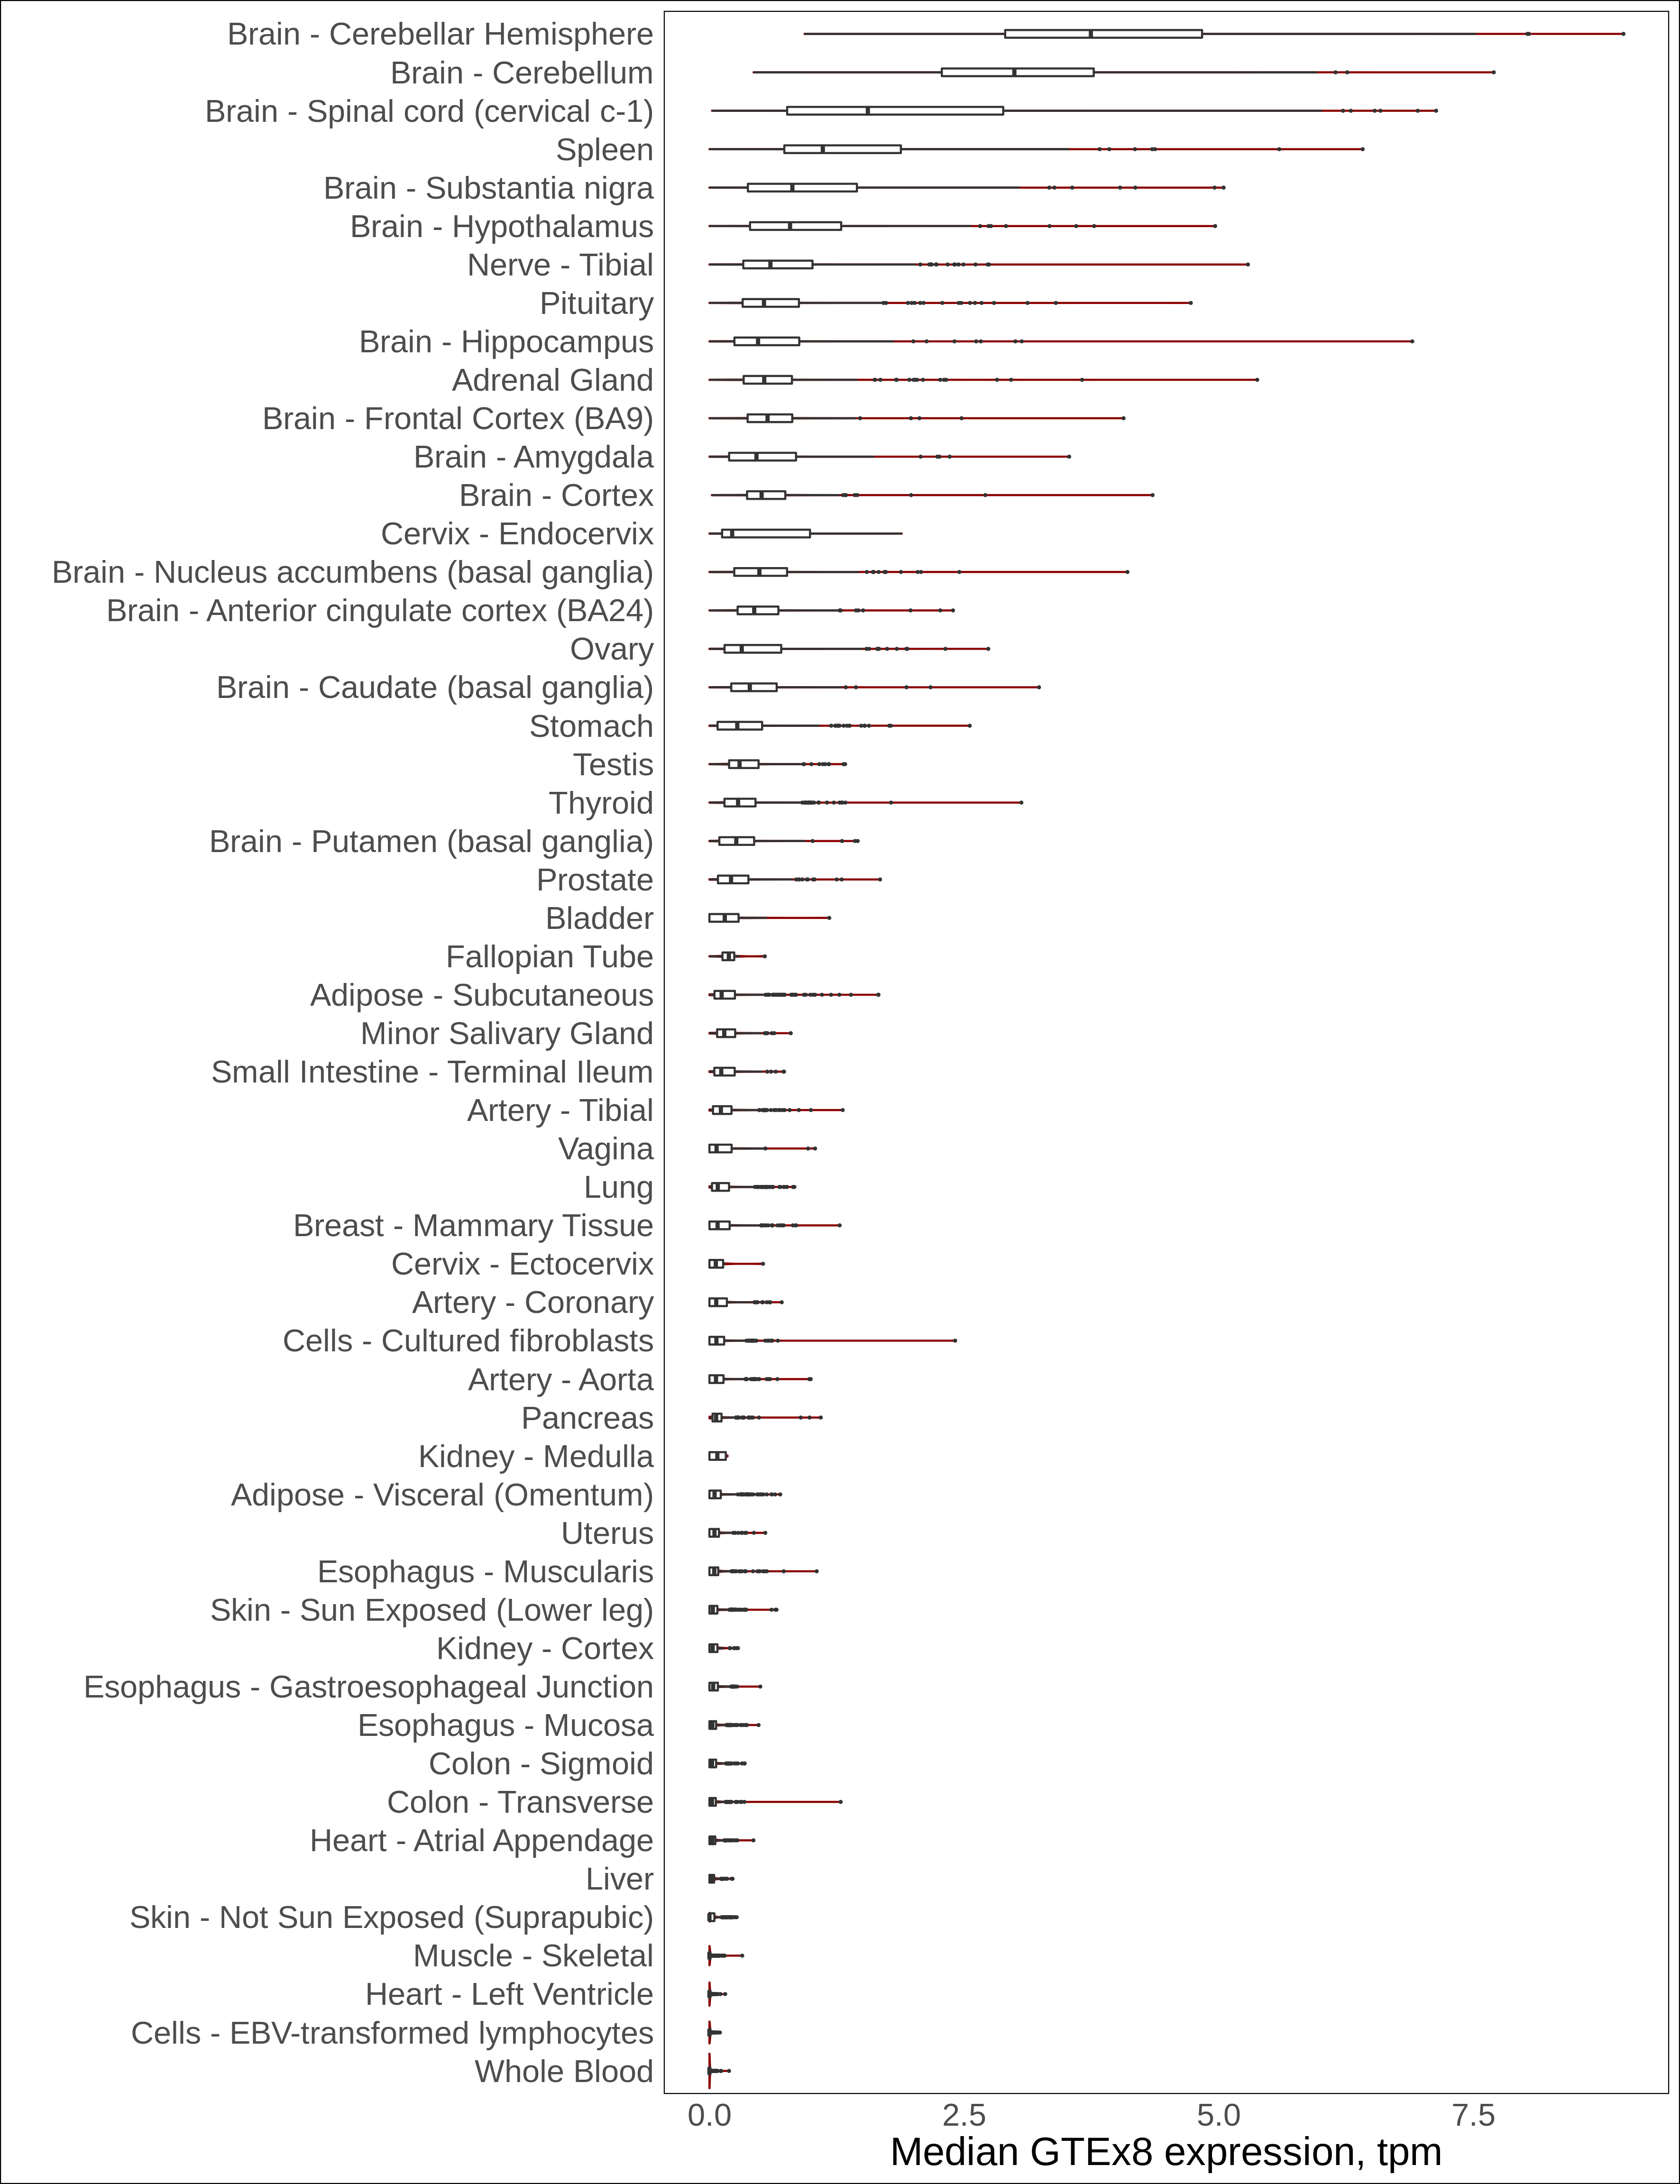 Brain - Cerebellar Hemisphere
Brain - Cerebellum
Brain - Spinal cord (cervical c-1)
Spleen
Brain - Substantia nigra
Brain - Hypothalamus
Nerve - Tibial
Pituitary
Brain - Hippocampus
Adrenal Gland
Brain - Frontal Cortex (BA9)
Brain - Amygdala
Brain - Cortex
Cervix - Endocervix
Brain - Nucleus accumbens (basal ganglia)
Brain - Anterior cingulate cortex (BA24)
Ovary
Brain - Caudate (basal ganglia)
Stomach
Testis
Thyroid
Brain - Putamen (basal ganglia)
Prostate
Bladder
Fallopian Tube
Adipose - Subcutaneous
Minor Salivary Gland
Small Intestine - Terminal Ileum
Artery - Tibial
Vagina
Lung
Breast - Mammary Tissue
Cervix - Ectocervix
Artery - Coronary
Cells - Cultured fibroblasts
Artery - Aorta
Pancreas
Kidney - Medulla
Adipose - Visceral (Omentum)
Uterus
Esophagus - Muscularis
Skin - Sun Exposed (Lower leg)
Kidney - Cortex
Esophagus - Gastroesophageal Junction
Esophagus - Mucosa
Colon - Sigmoid
Colon - Transverse
Heart - Atrial Appendage
Liver
Skin - Not Sun Exposed (Suprapubic)
Muscle - Skeletal
Heart - Left Ventricle
Cells - EBV-transformed lymphocytes
Whole Blood
0.0 2.5 5.0 7.5
Median GTEx8 expression, tpm